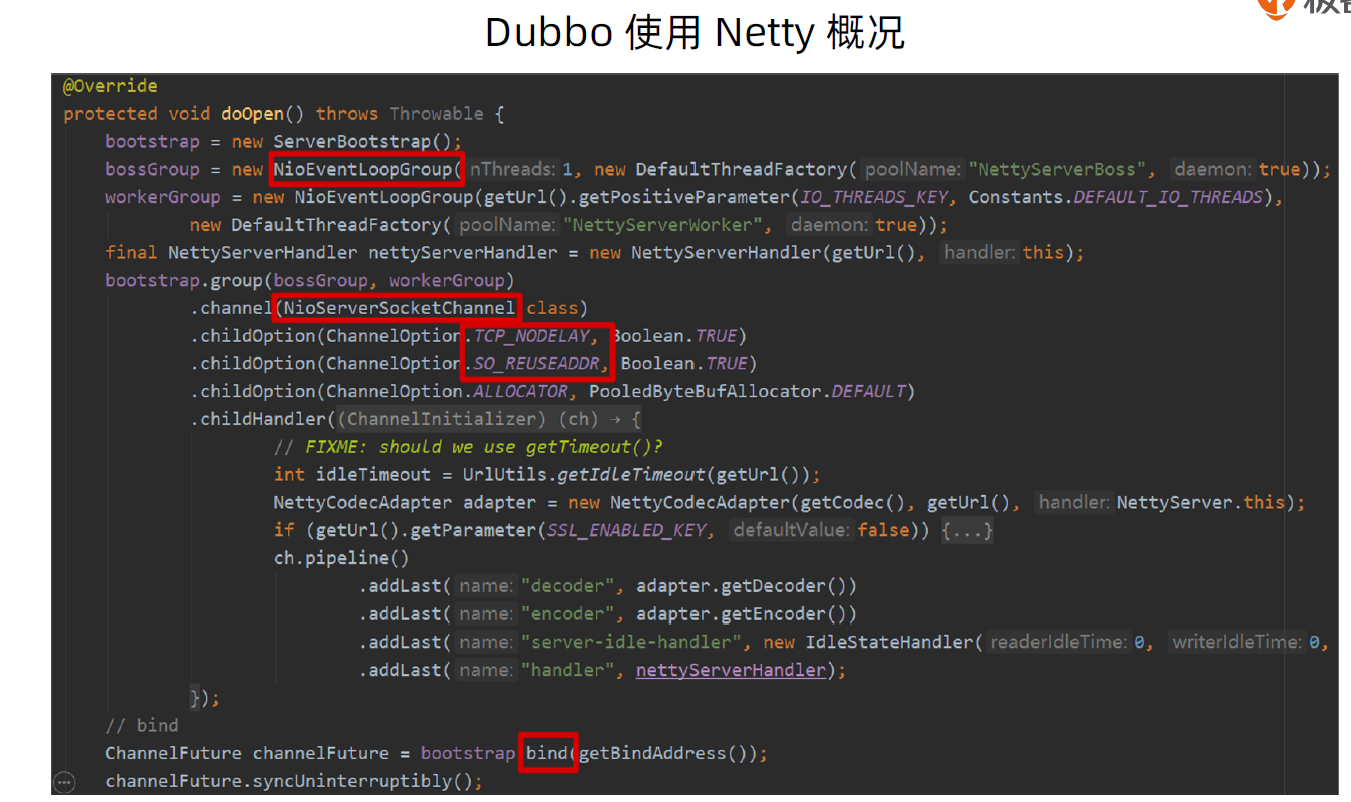 Dubbo 使用 Netty 概况
@Override
protected void doOpen() throws Throwable {
bootstrap = new ServerBootstrap();
bossGroup = new NioEventLoopGroup( nThreads: 1, new DefaultThreadFactory( poolName: "NettyServerBoss", daemon: true));
workerGroup = new NioEventLoopGroup(getUrl().getPositiveParameter(IO_THREADS_KEY, Constants.DEFAULT_IO_THREADS),
new DefaultThreadFactory( poolName: "NettyServerWorker", daemon: true));
final NettyServerHandler nettyServerHandler = new NettyServerHandler(getUrl(), handler: this);
bootstrap.group(bossGroup, workerGroup)
.channel(NioServerSocketChannel class)
.childOption(ChannelOption.TCP_NODELAY, Boolean.TRUE)
.childOption(ChannelOption.SO_REUSEADDR, Boolean.TRUE)
.childOption(ChannelOption.ALLOCATOR, PooledByteBufAllocator.DEFAULT)
.childHandler((ChannelInitializer) (ch) → {
// FIXME: should we use getTimeout()?
int idleTimeout = UrlUtils.getIdleTimeout(getUrl());
NettyCodecAdapter adapter = new NettyCodecAdapter(getCodec(), getUrl(), handler: NettyServer.this);
if (getUrl().getParameter(SSL_ENABLED_KEY, defaultValue: false)) {...}
ch.pipeline()
.addLast( name: "decoder", adapter.getDecoder())
.addLast( name: "encoder", adapter.getEncoder())
.addLast( name: "server-idle-handler", new IdleStateHandler( readerIdleTime: 0, writerIdleTime: 0,
.addLast( name: "handler", nettyServerHandler);
});
// bind
ChannelFuture channelFuture = bootstrap bind(getBindAddress());
channelFuture.syncUninterruptibly();